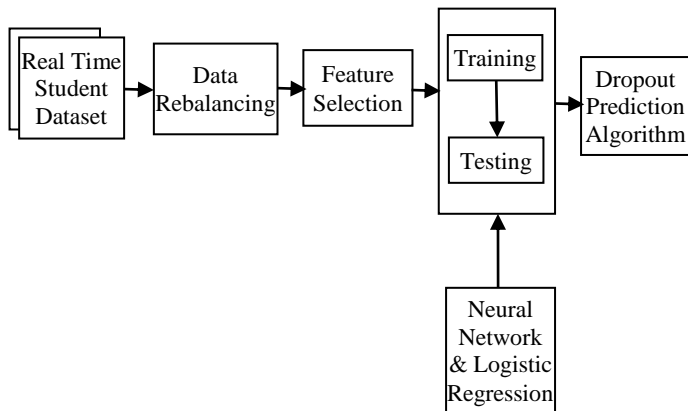 Real Time
Student
Dataset
Data
Rebalancing
Feature
Selection
Training
Testing
Dropout
Prediction
Algorithm
Neural
Network
& Logistic
Regression